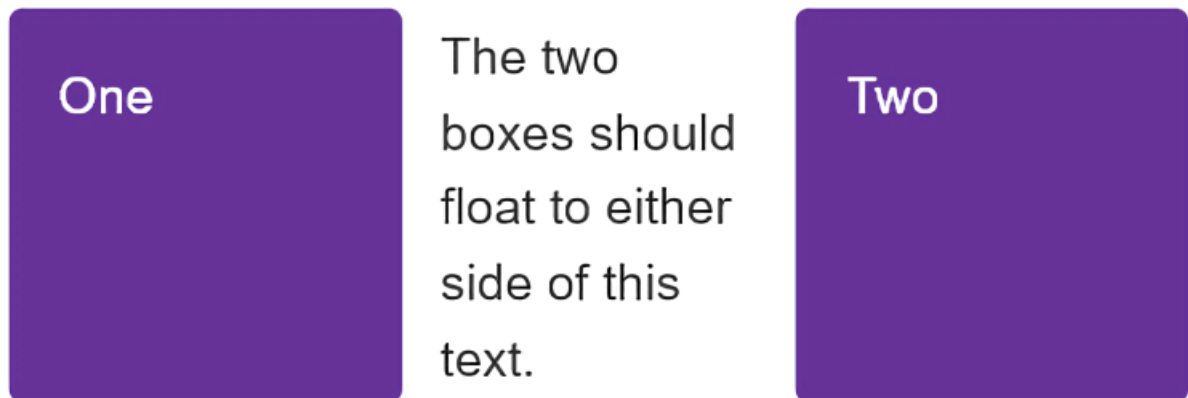 One
The two
boxes should
float to either
side of this
text.
Two